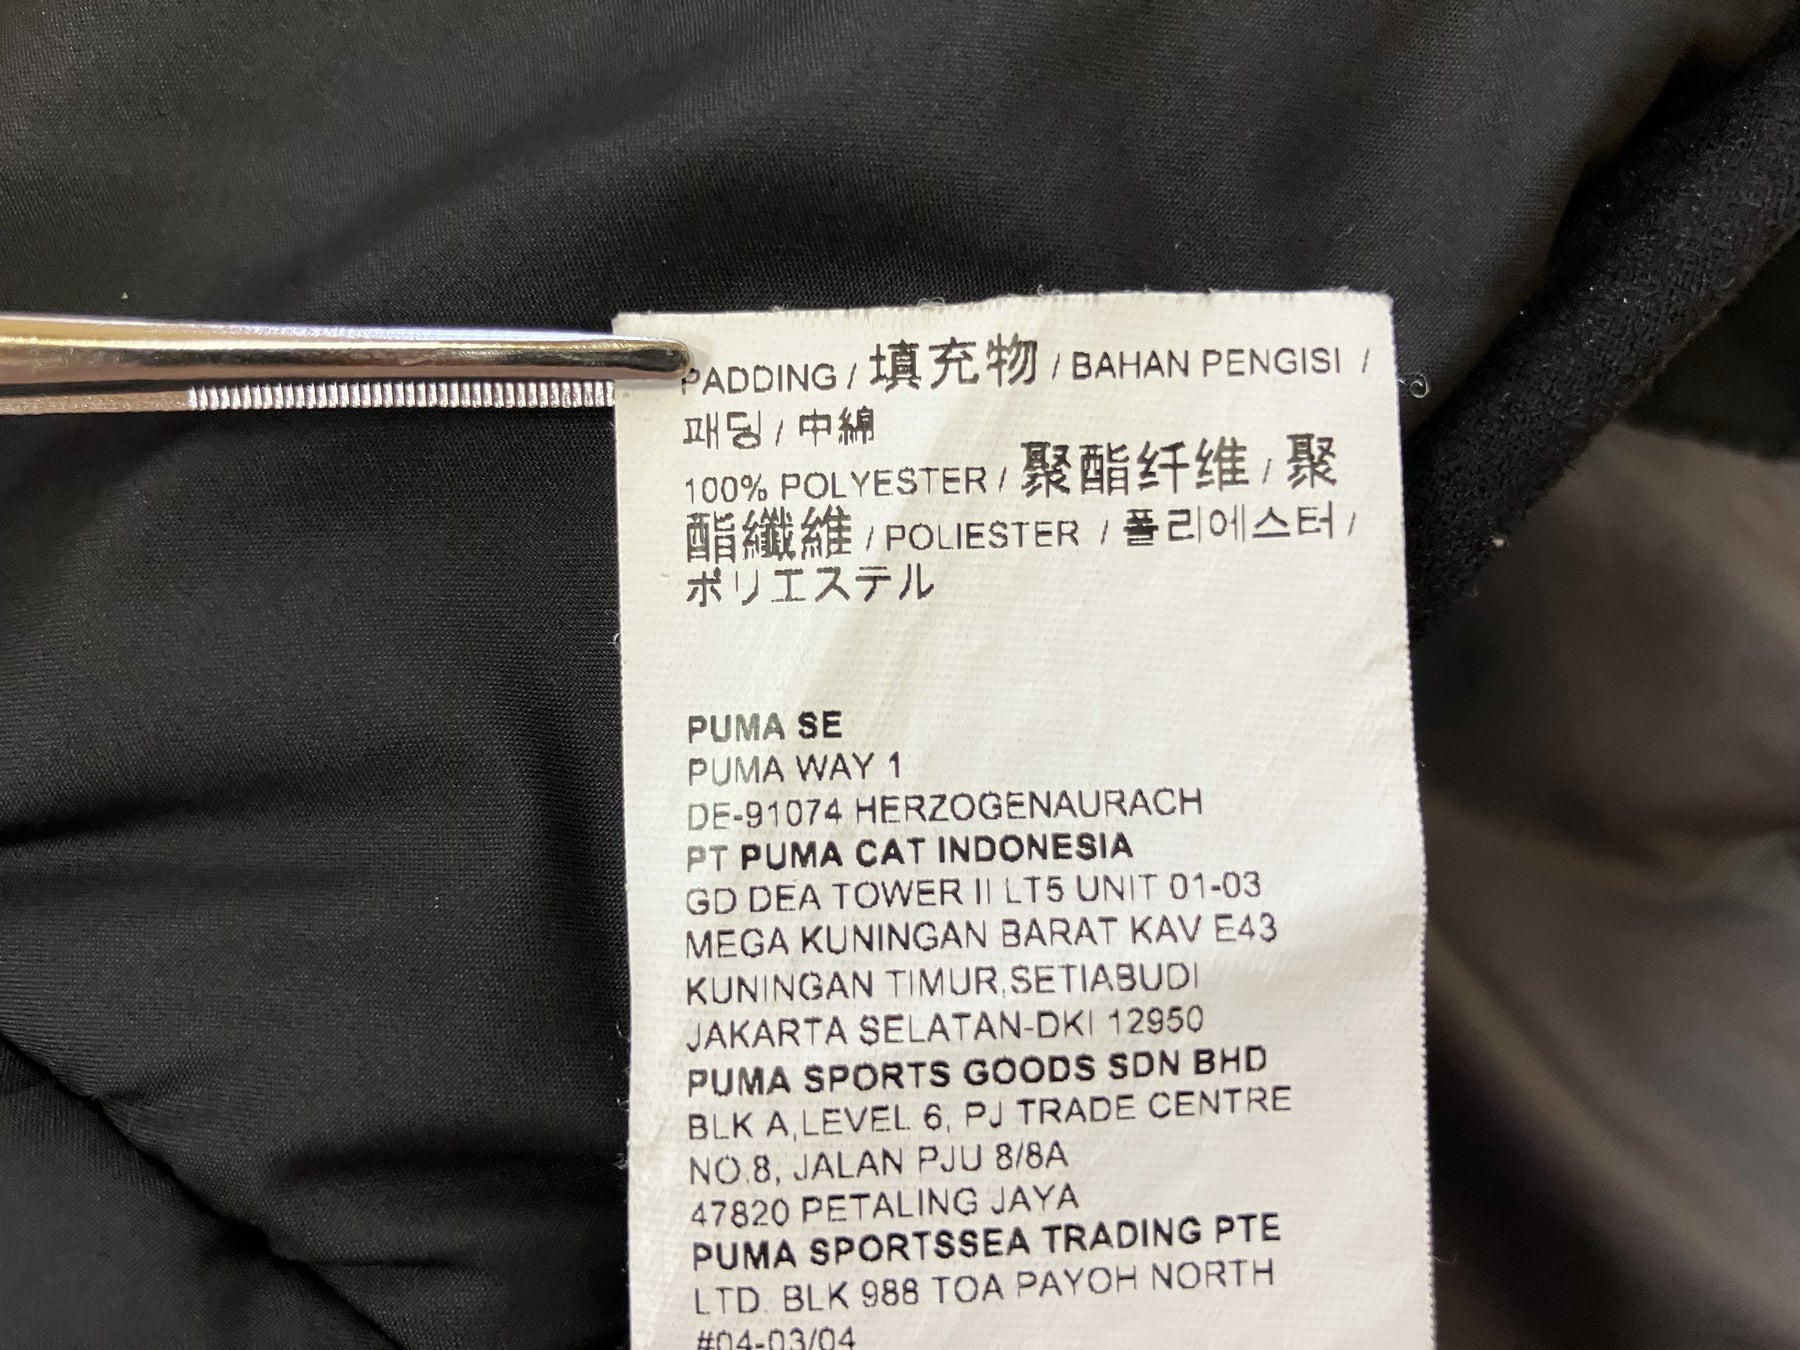 PADDING / 填充物 / BAHAN PENGISI /
패딩 / 中綿
100% POLYESTER / 聚酯纤维 / 聚
酯纖維 / POLIESTER / 폴리에스터 /
ポリエステル
PUMA SE
PUMA WAY 1
DE-91074 HERZOGENAURACH
PT PUMA CAT INDONESIA
GD DEA TOWER II LT5 UNIT 01-03
MEGA KUNINGAN BARAT KAV E43
KUNINGAN TIMUR,SETIABUDI
JAKARTA SELATAN-DKI 12950
PUMA SPORTS GOODS SDN BHD
BLK A,LEVEL 6, PJ TRADE CENTRE
NO.8, JALAN PJU 8/8A
47820 PETALING JAYA
PUMA SPORTSSEA TRADING PTE
LTD. BLK 988 TOA PAYOH NORTH
#04-03/04